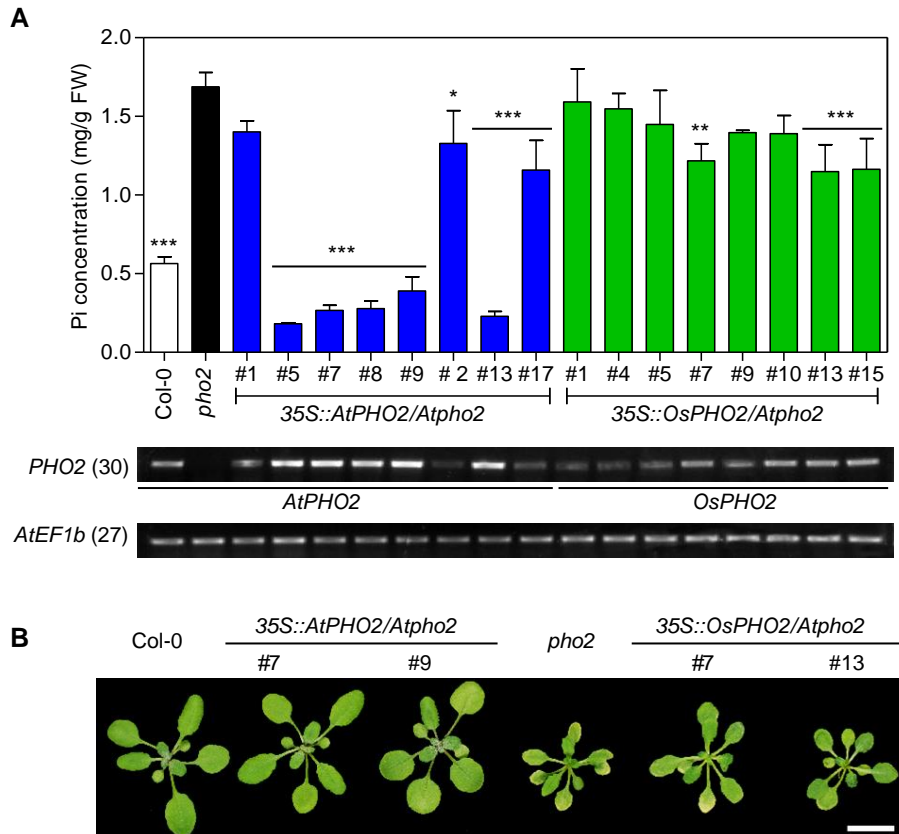 A
Pi concentration (mg/g FW)
2.0
1.5
1.0
0.5
0.0
***
***
*
***
**
***
Col-0
pho2
#1 #5 #7 #8 #9 # 2 #13 #17 #1 #4 #5 #7 #9 #10 #13 #15
35S::AtPHO2/Atpho2 35S::OsPHO2/Atpho2
PHO2 (30)
AtPHO2 OsPHO2
AtEF1b (27)
B
Col-0 35S::AtPHO2/Atpho2 pho2 35S::OsPHO2/Atpho2
#7 #9 #7 #13